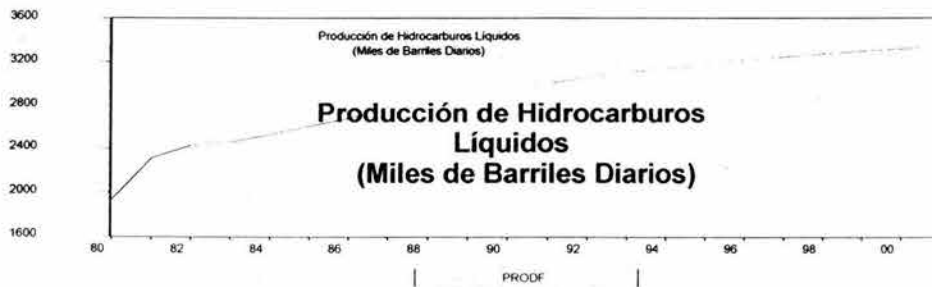 3600
Producción de Hidrocarburos Líquidos
(Miles de Barriles Diarios)
3200
2800
Producción de Hidrocarburos
Líquidos
(Miles de Barriles Diarios)
2400
2000
1600
80 82 84 86 88 90 92 94 96 98 00
PRODF